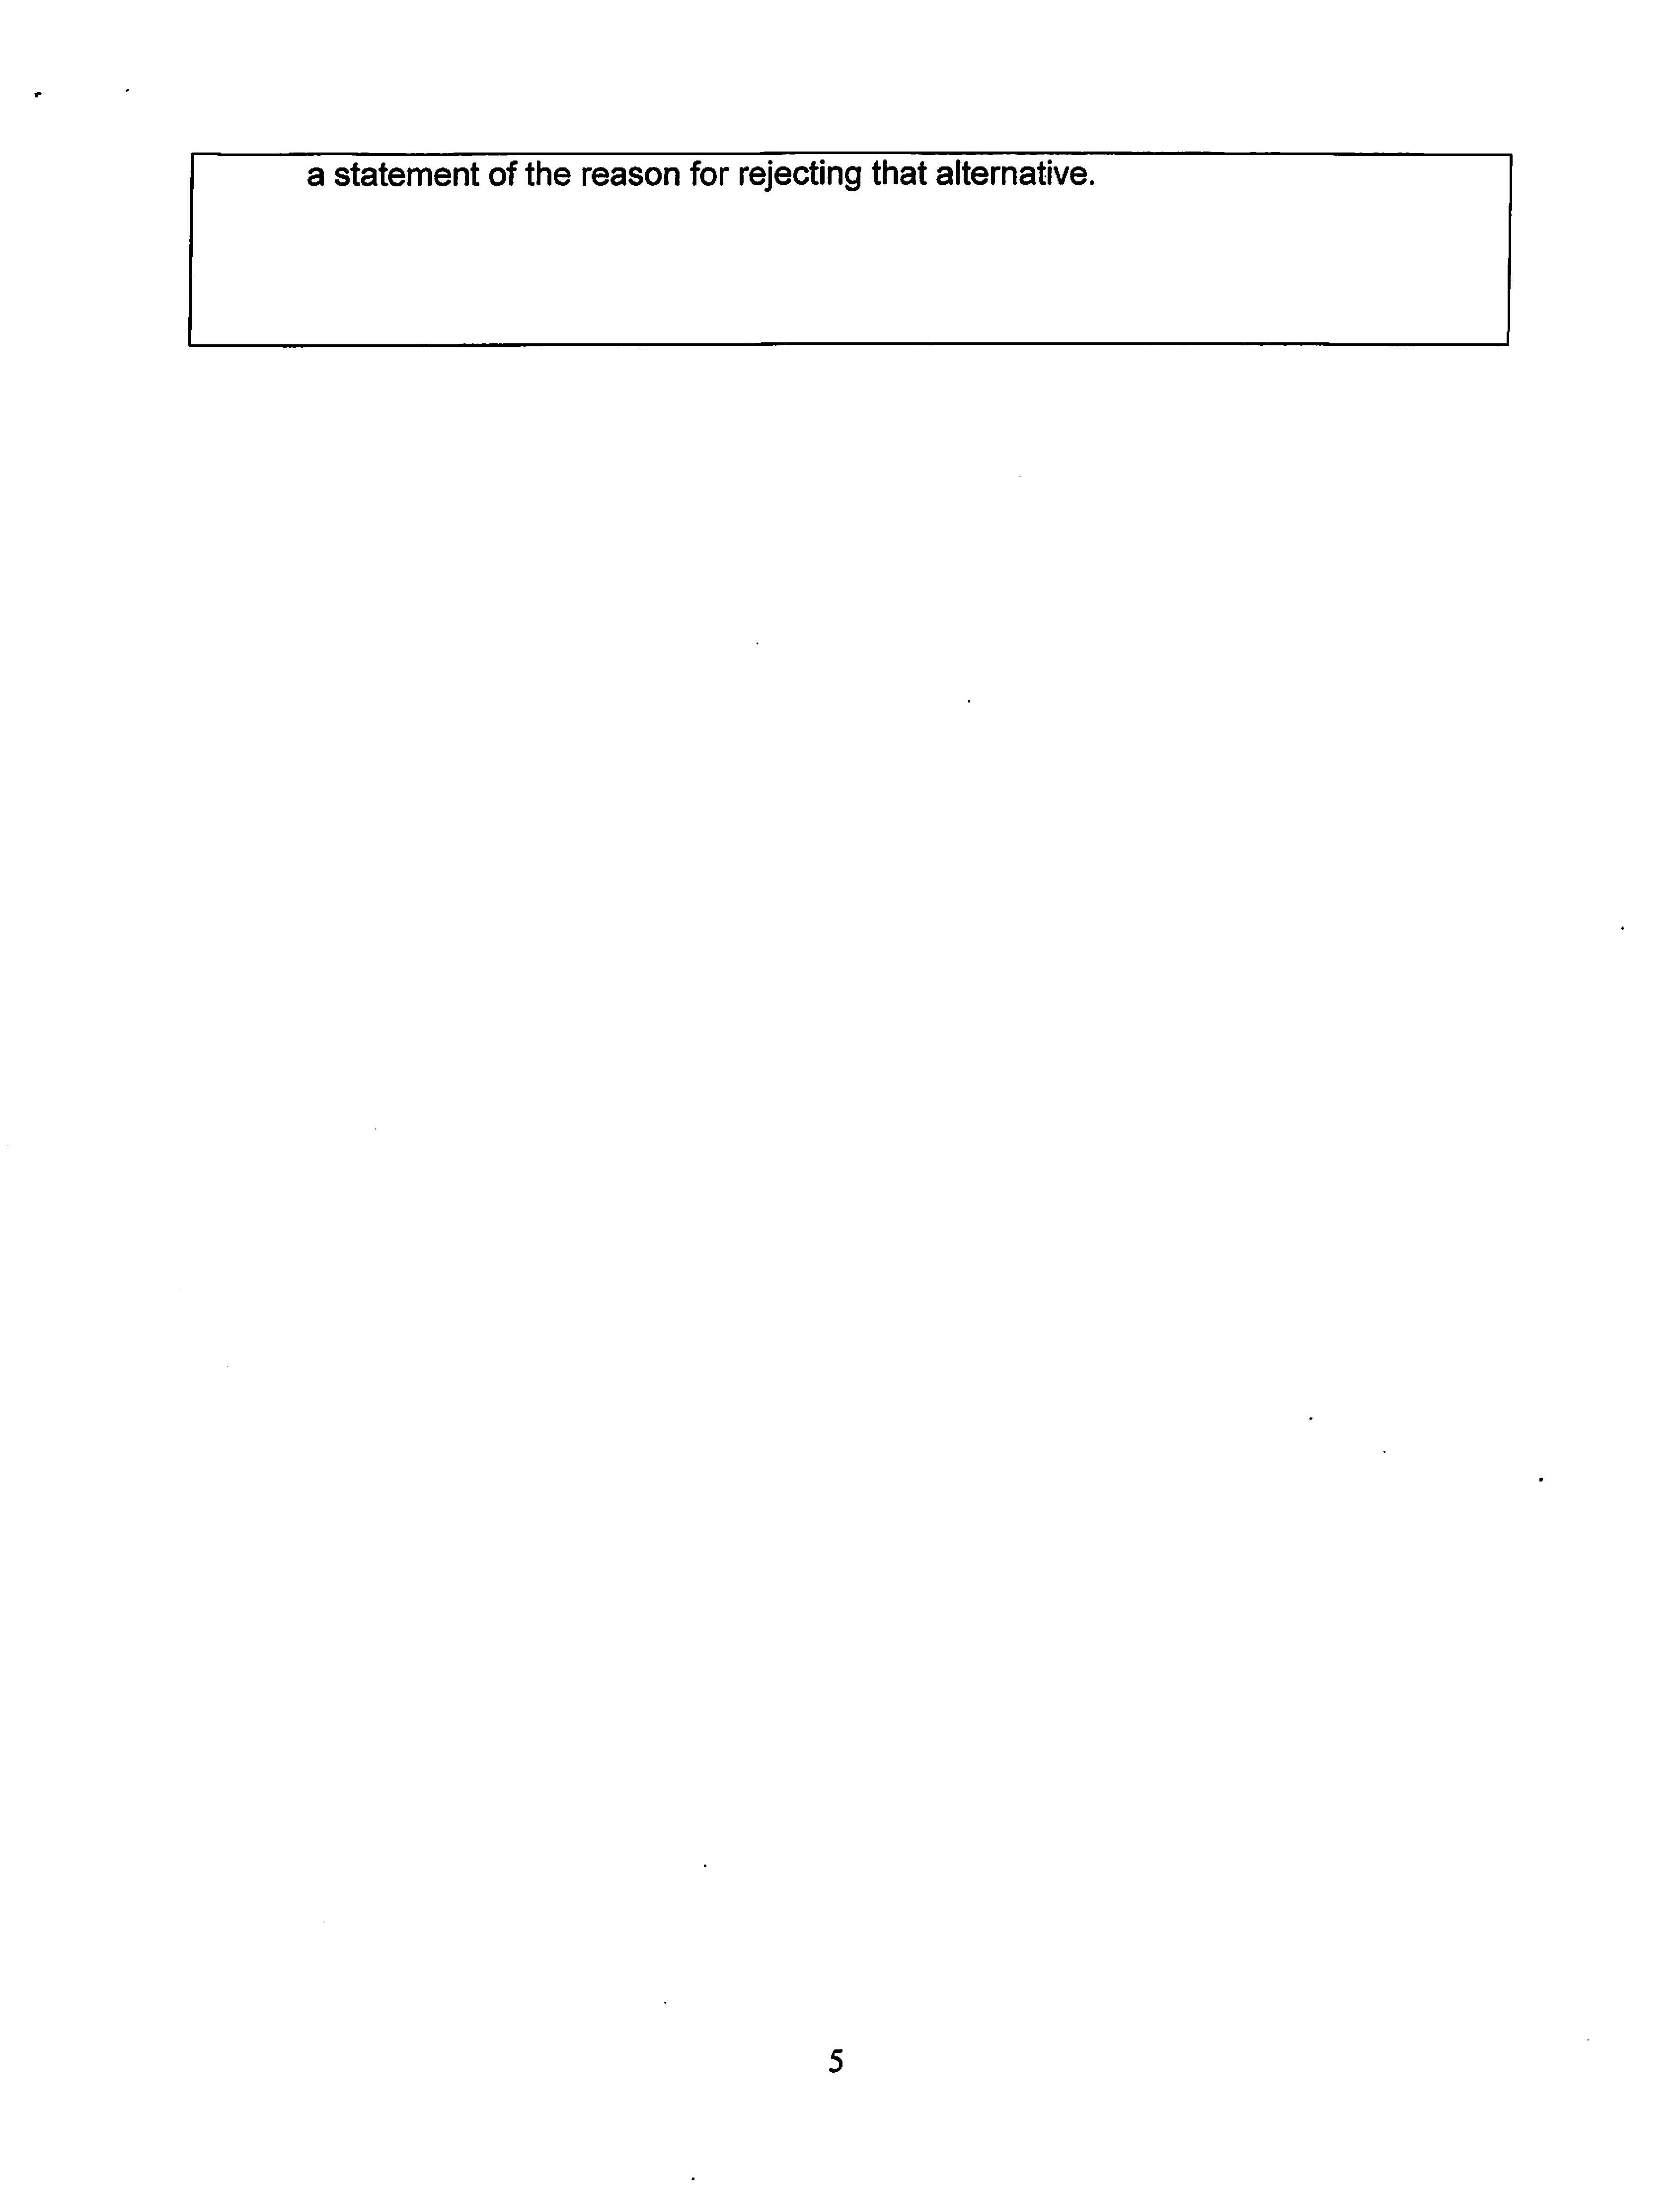 a statement of the reason for rejecting that alternative.
5